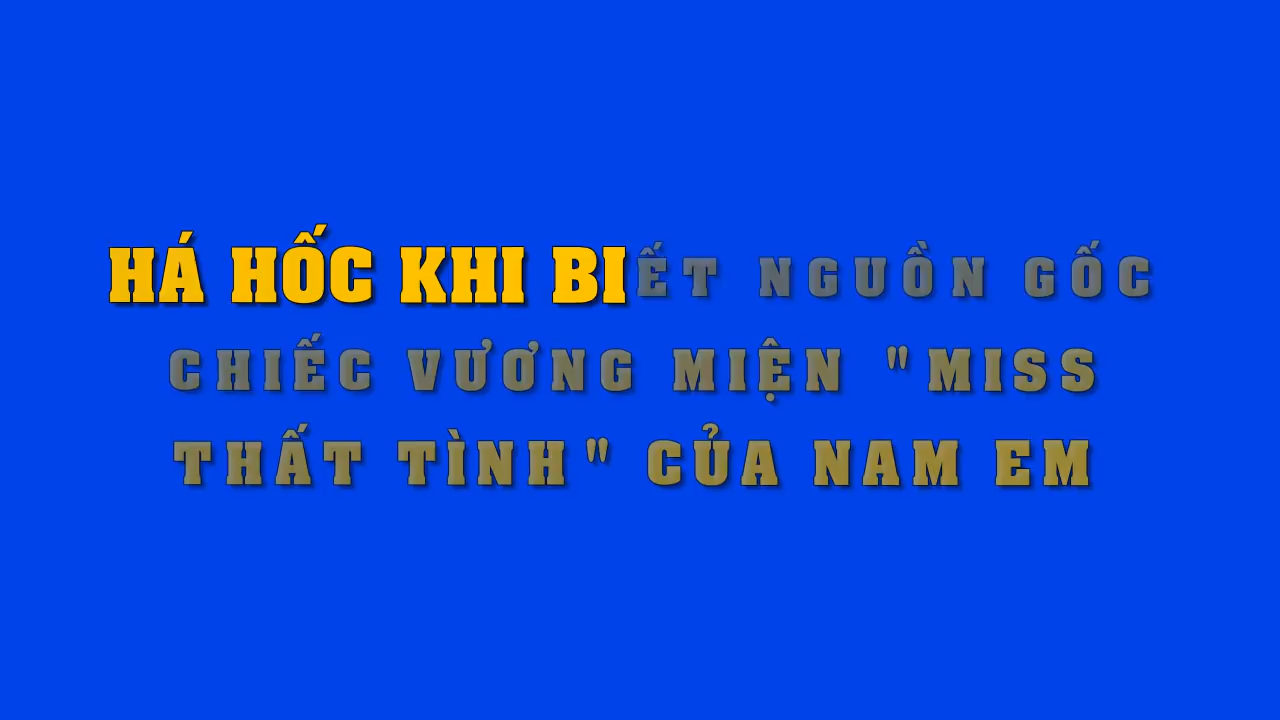 HÁ HỐC KHI BIẾT NGUỒN GỐC
CHIẾC VƯƠNG MIỆN "MISS
THẤT TÌNH" CỦA NAM EM